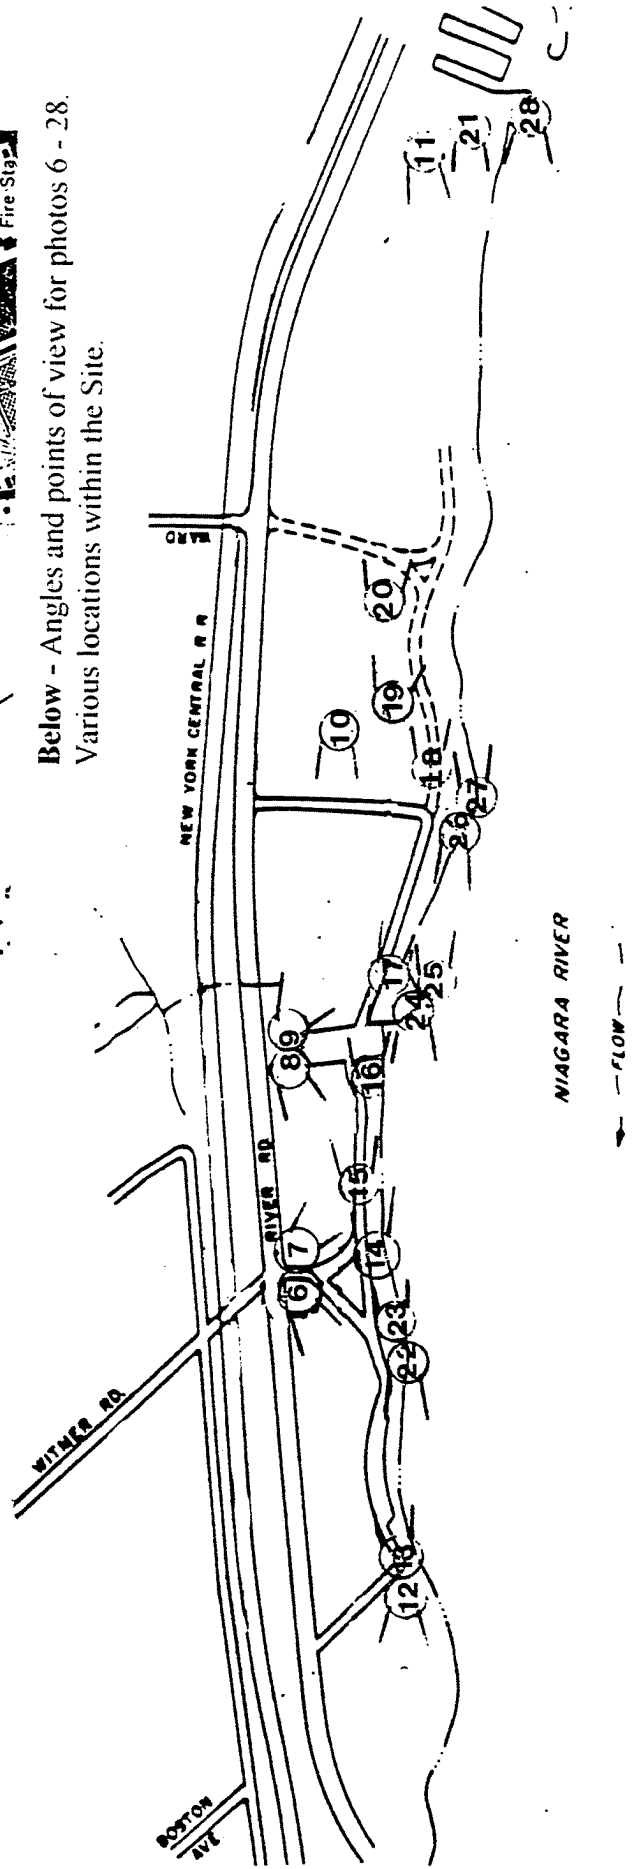 Fire Sta
Below - Angles and points of view for photos 6 - 28.
Various locations within the Site.
WARD
NEW YORK CENTRAL R R
RIVER RD
WITMER RD.
BOSTON
AVE
NIAGARA RIVER
FLOW
6
7
8
9
10
11
12
13
14
15
16
17
18
19
20
21
22
23
24
25
26
27
28